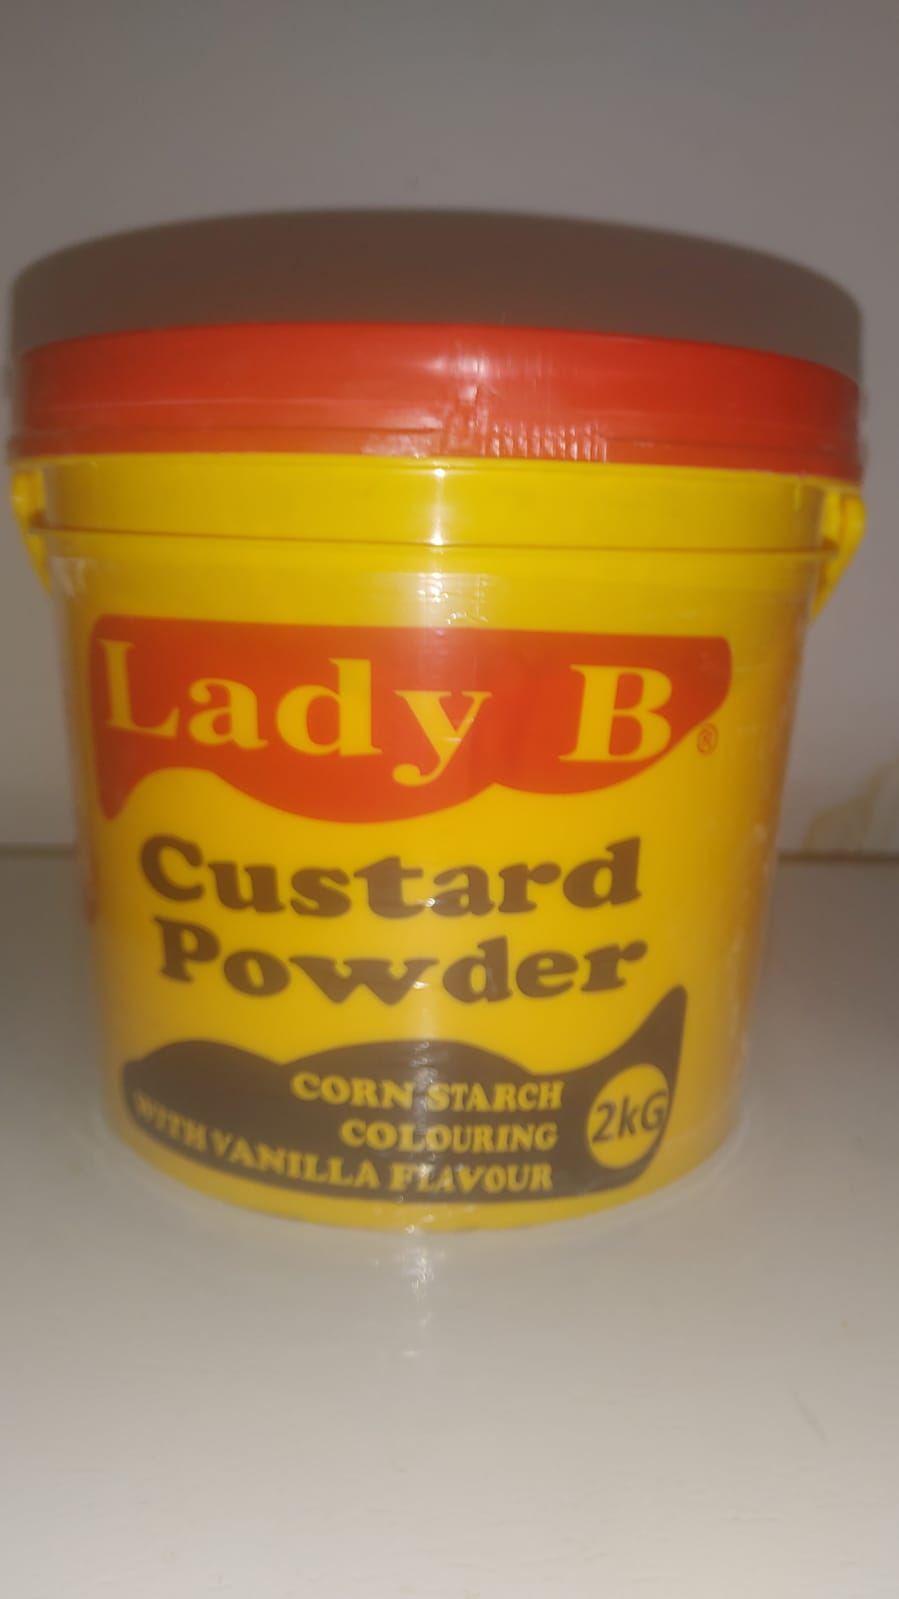 Lady B ®
Custard
Powder
CORN STARCH
COLOURING
WITH VANILLA FLAVOUR
2kG